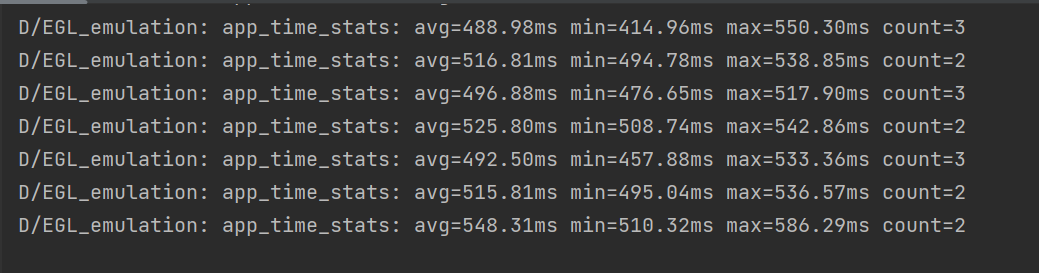 D/EGL_emulation: app_time_stats: avg=488.98ms min=414.96ms max=550.30ms count=3
D/EGL_emulation: app_time_stats: avg=516.81ms min=494.78ms max=538.85ms count=2
D/EGL_emulation: app_time_stats: avg=496.88ms min=476.65ms max=517.90ms count=3
D/EGL_emulation: app_time_stats: avg=525.80ms min=508.74ms max=542.86ms count=2
D/EGL_emulation: app_time_stats: avg=492.50ms min=457.88ms max=533.36ms count=3
D/EGL_emulation: app_time_stats: avg=515.81ms min=495.04ms max=536.57ms count=2
D/EGL_emulation: app_time_stats: avg=548.31ms min=510.32ms max=586.29ms count=2